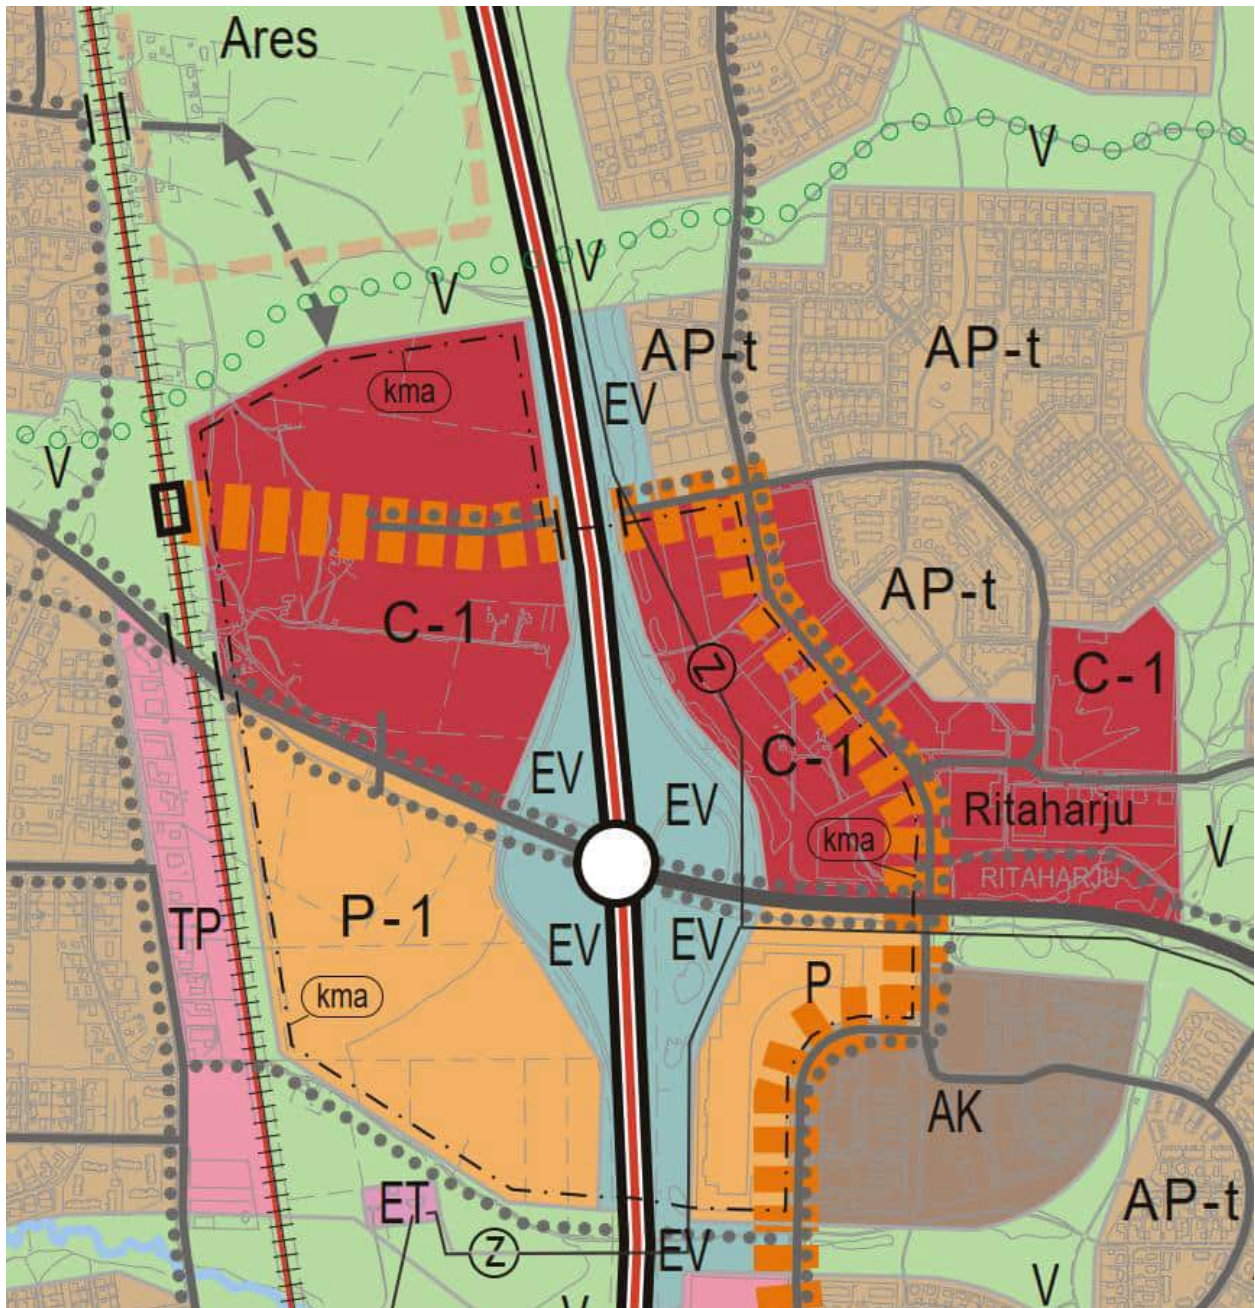 Ares
V
V
V
AP-t
AP-t
kma
EV
V
AP-t
C-1
C-1
Z
C-1
EV
EV
Ritaharju
kma
V
RITAHARJU
P-1
TP
EV
EV
P
kma
AK
ET
AP-t
Z
EV
V
V